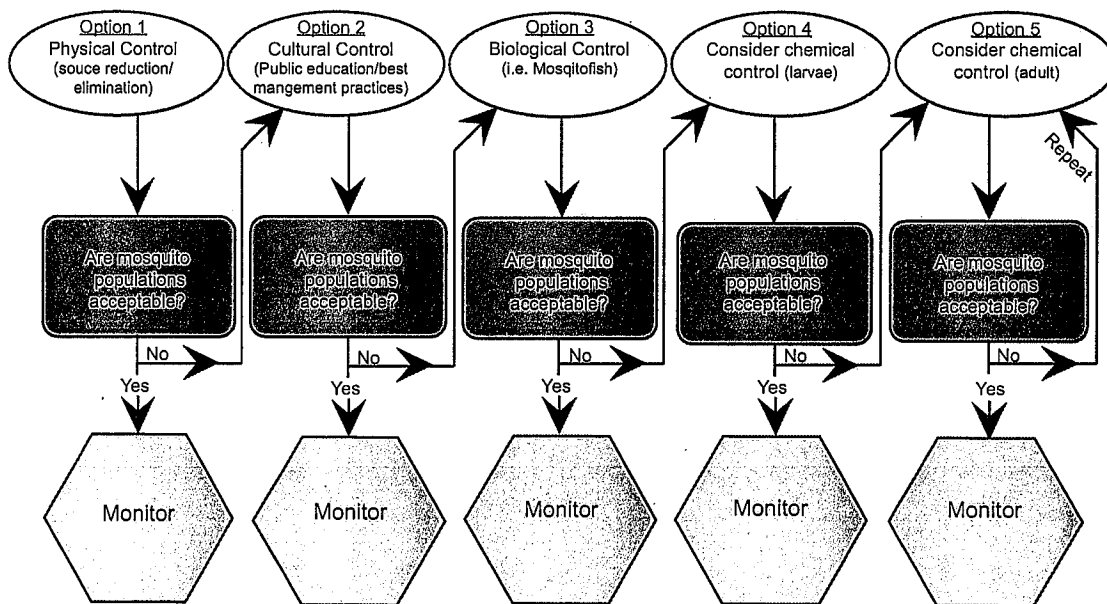 Option 1
Physical Control
(souce reduction/
elimination)
Option 2
Cultural Control
(Public education/best
mangement practices)
Option 3
Biological Control
(i.e. Mosqitofish)
Option 4
Consider chemical
control (larvae)
Option 5
Consider chemical
control (adult)
Repeat
Are mosquito
populations
acceptable?
Are mosquito
populations
acceptable?
Are mosquito
populations
acceptable?
Are mosquito
populations
acceptable?
Are mosquito
populations
acceptable?
No
No
No
No
No
Yes
Yes
Yes
Yes
Yes
Monitor
Monitor
Monitor
Monitor
Monitor